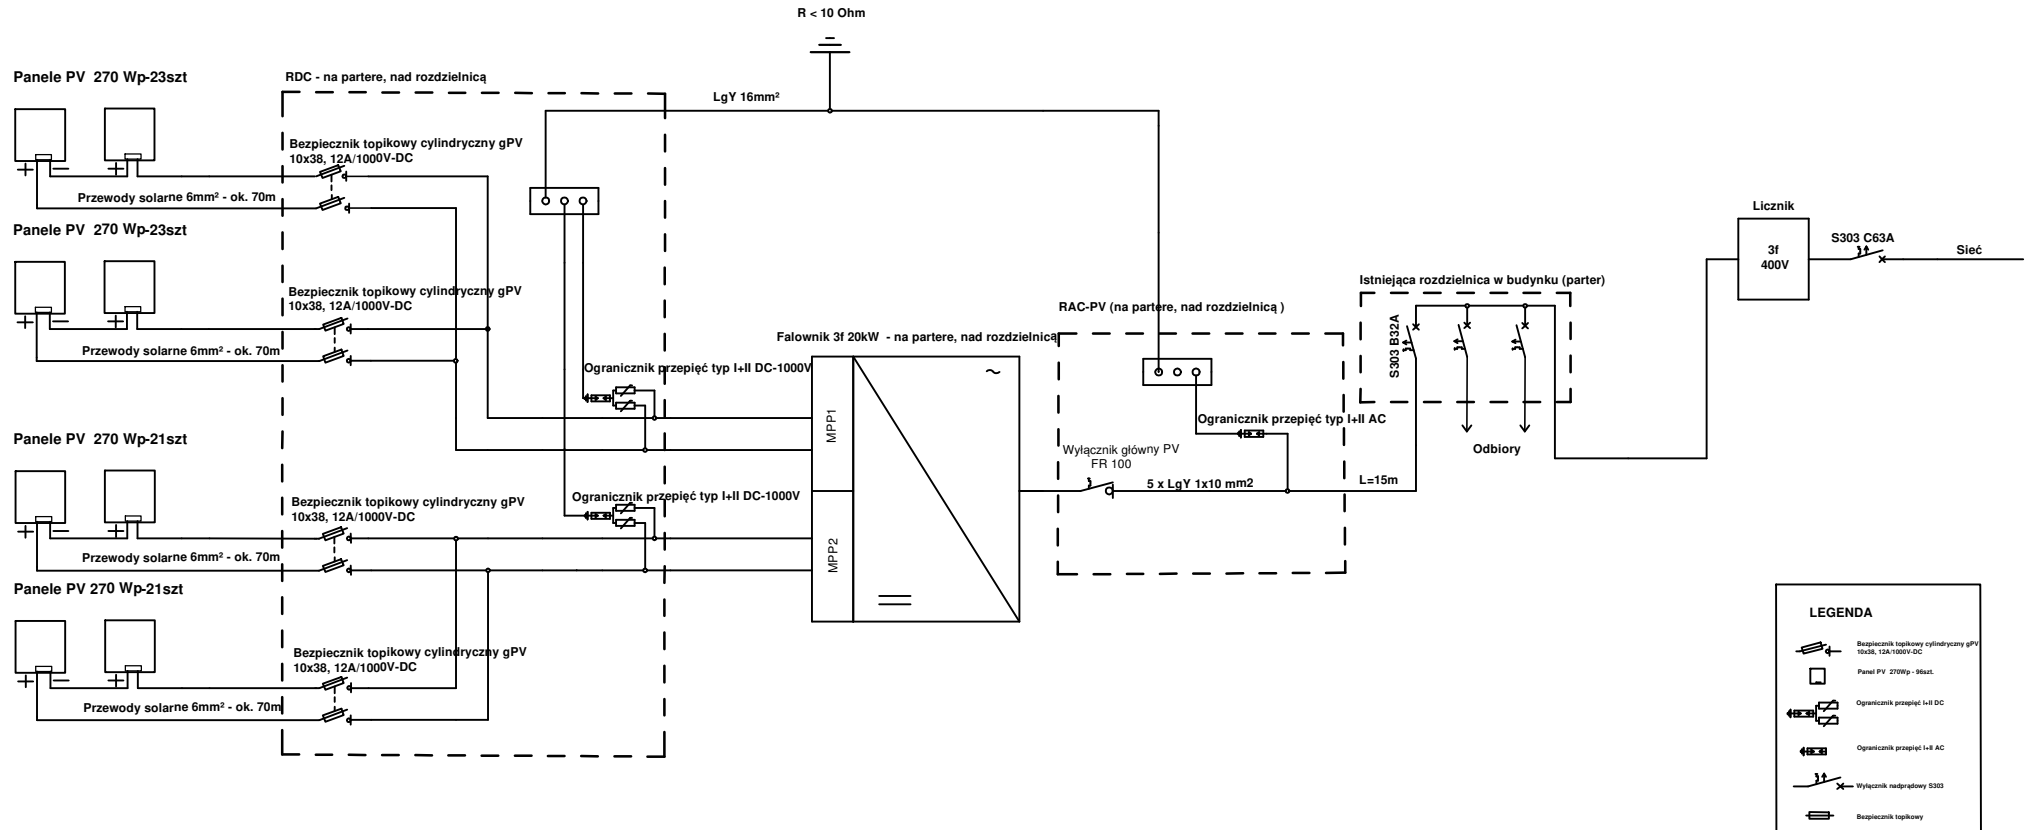 R < 10 Ohm
Panele PV 270 Wp-23szt
RDC - na partere, nad rozdzielnicą
LgY 16mm²
Bezpiecznik topikowy cylindryczny gPV
10x38, 12A/1000V-DC
Przewody solarne 6mm² - ok. 70m
Panele PV 270 Wp-23szt
Bezpiecznik topikowy cylindryczny gPV
10x38, 12A/1000V-DC
Przewody solarne 6mm² - ok. 70m
Licznik
3f
400V
S303 C63A
Sieć
Istniejąca rozdzielnica w budynku (parter)
S303 B32A
Odbiory
RAC-PV (na partere, nad rozdzielnicą )
Falownik 3f 20kW - na partere, nad rozdzielnicą
~
Ogranicznik przepięć typ I+II DC-1000V
MPP1
Ogranicznik przepięć typ I+II AC
Wyłącznik główny PV
FR 100
5 x LgY 1x10 mm2
L=15m
Panele PV 270 Wp-21szt
Bezpiecznik topikowy cylindryczny gPV
10x38, 12A/1000V-DC
Ogranicznik przepięć typ I+II DC-1000V
MPP2
Przewody solarne 6mm² - ok. 70m
Panele PV 270 Wp-21szt
Bezpiecznik topikowy cylindryczny gPV
10x38, 12A/1000V-DC
Przewody solarne 6mm² - ok. 70m
LEGENDA
Bezpiecznik topikowy cylindryczny gPV
10x38, 12A/1000V-DC
Panel PV 270Wp - 96szt.
Ogranicznik przepięć I+II DC
Ogranicznik przepięć I+II AC
Wyłącznik nadprądowy S303
Bezpiecznik topikowy